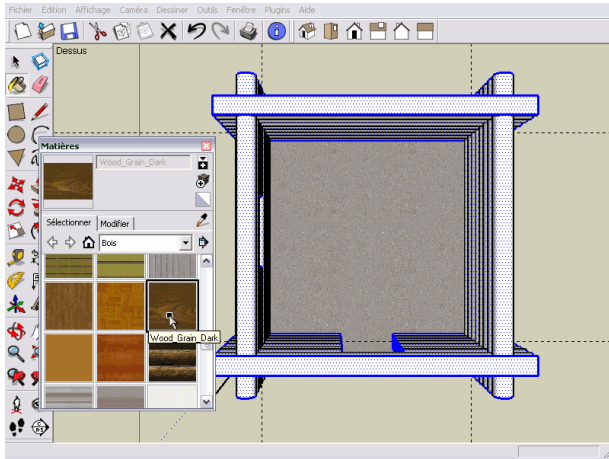 Fichier Édition Affichage Caméra Dessiner Outils Fenêtre Plugins Aide
Dessus
Matières
Wood_Grain_Dark
Sélectionner Modifier
Bois
Wood_Grain_Dark